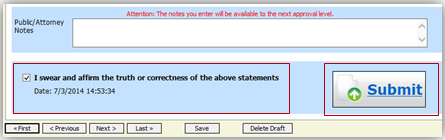 Attention: The notes you enter will be available to the next approval level.
Public/Attorney
Notes
I swear and affirm the truth or correctness of the above statements
Date: 7/3/2014 14:53:34
Submit
« First < Previous Next > Last » Save Delete Draft